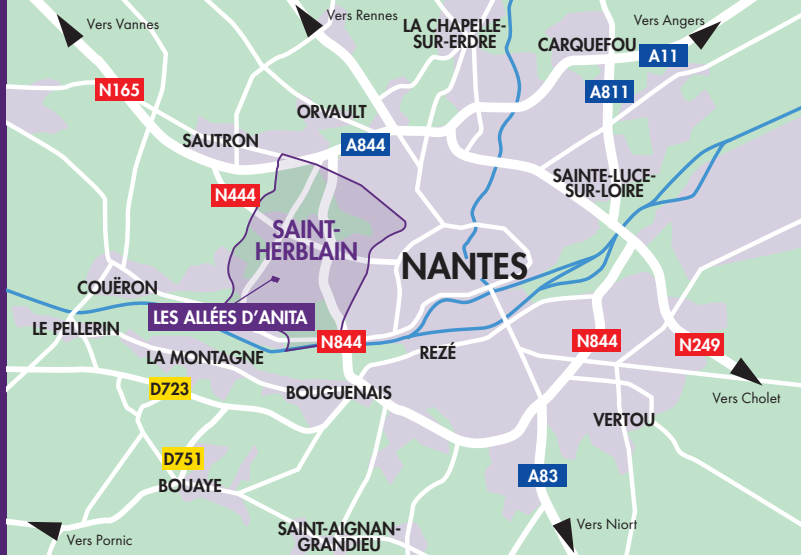 Vers Vannes
Vers Rennes
LA CHAPELLE-
SUR-ERDRE
Vers Angers
CARQUEFOU
A11
N165
A811
ORVAULT
SAUTRON
A844
SAINTE-LUCE-
SUR-LOIRE
N444
SAINT-
HERBLAIN
NANTES
COUËRON
LES ALLÉES D'ANITA
LE PELLERIN
N844
N844
N249
LA MONTAGNE
REZÉ
D723
BOUGUENAIS
Vers Cholet
VERTOU
D751
A83
BOUAYE
Vers Pornic
SAINT-AIGNAN-
GRANDIEU
Vers Niort